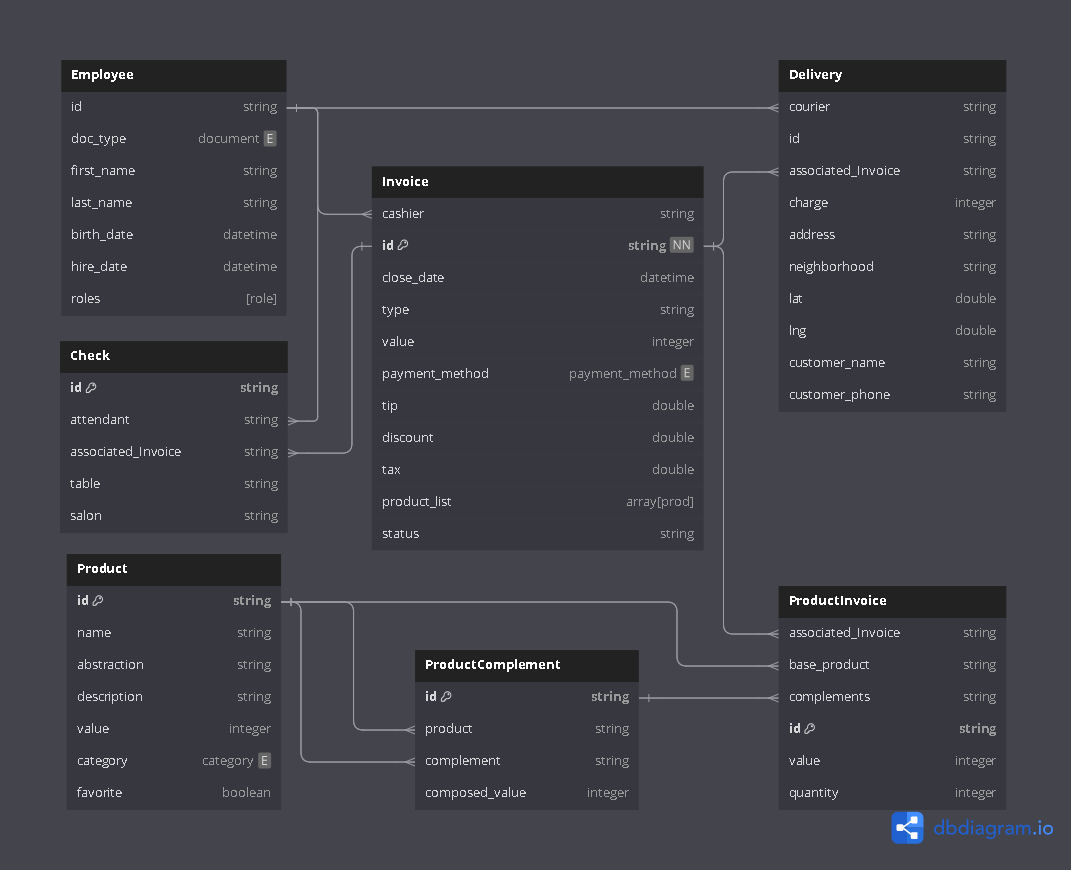 Employee
id string
doc_type document E
first_name string
last_name string
birth_date datetime
hire_date datetime
roles [role]
Check
id string
attendant string
associated_Invoice string
table string
salon string
Product
id string
name string
abstraction string
description string
value integer
category category E
favorite boolean
Invoice
cashier string
id string NN
close_date datetime
type string
value integer
payment_method payment_method E
tip double
discount double
tax double
product_list array[prod]
status string
ProductComplement
id string
product string
complement string
composed_value integer
Delivery
courier string
id string
associated_Invoice string
charge integer
address string
neighborhood string
lat double
lng double
customer_name string
customer_phone string
ProductInvoice
associated_Invoice string
base_product string
complements string
id string
value integer
quantity integer
dbdiagram.io